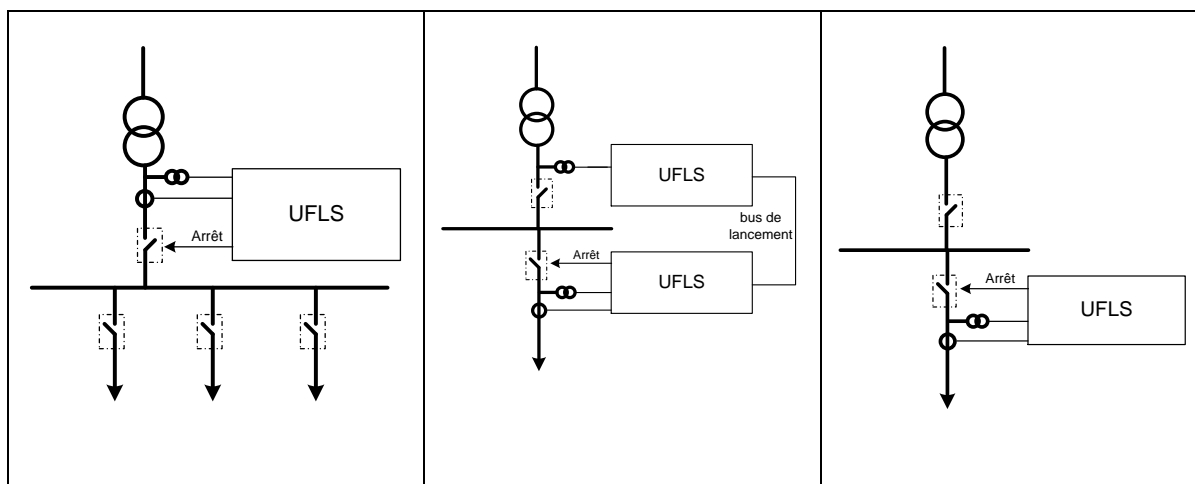 UFLS
Arrêt
UFLS
bus de
lancement
Arrêt
UFLS
Arrêt
UFLS